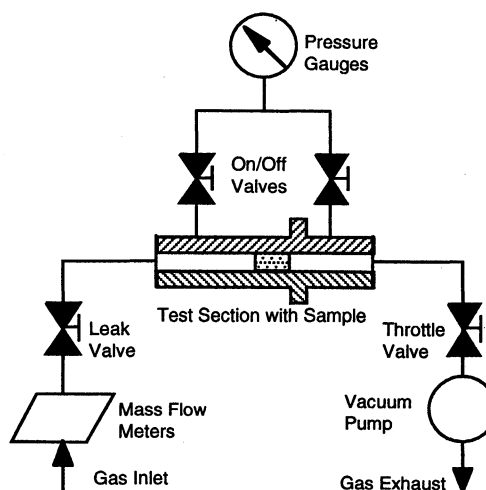 Pressure
Gauges
On/Off
Valves
Test Section with Sample
Leak
Valve
Throttle
Valve
Mass Flow
Meters
Vacuum
Pump
Gas Inlet
Gas Exhaust